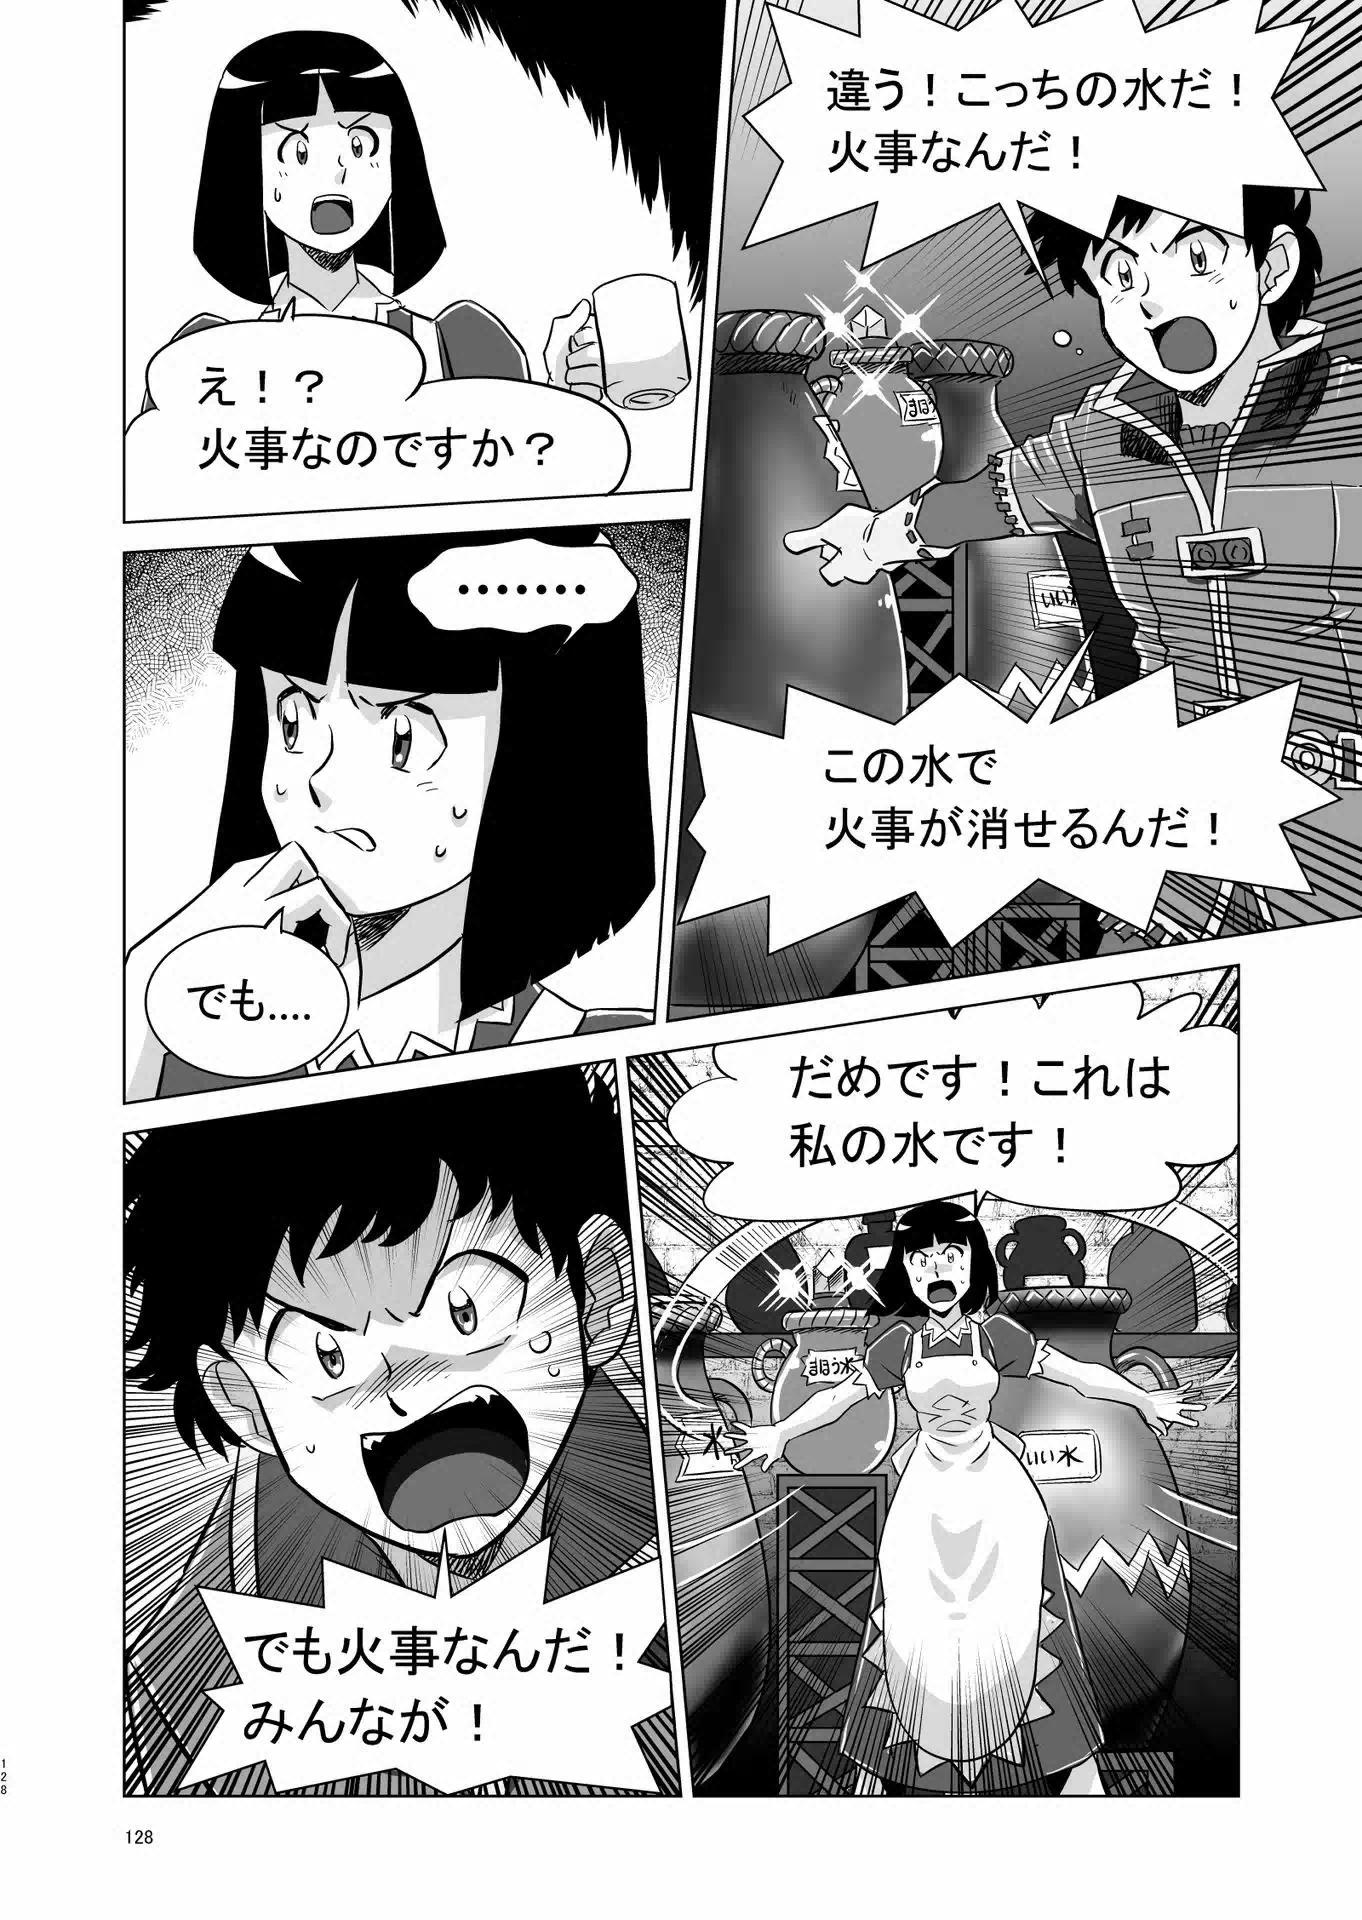 違う！こっちの水だ！
火事なんだ！
まほう
いい水
この水で
火事が消せるんだ！
え！？
火事なのですか？
・・・・・・・
でも....
だめです！これは
私の水です！
まほう水
水
いい水
でも火事なんだ！
みんなが！
128
128